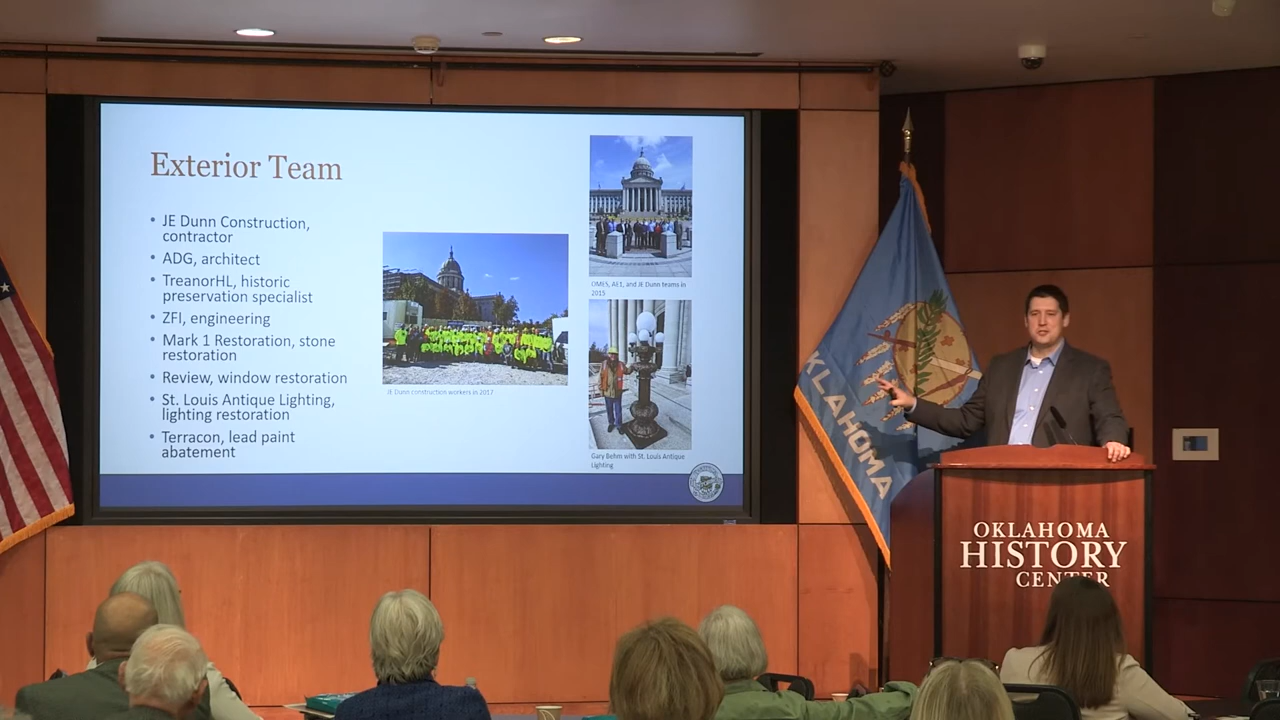 Exterior Team
• JE Dunn Construction,
contractor
• ADG, architect
• TreanorHL, historic
preservation specialist
• ZFI, engineering
• Mark 1 Restoration, stone
restoration
• Review, window restoration
• St. Louis Antique Lighting,
lighting restoration
• Terracon, lead paint
abatement
JE Dunn construction workers in 2017
OMES, AE1, and JE Dunn teams in
2015
Gary Behm with St. Louis Antique
Lighting
KLAHOMA
OKLAHOMA
HISTORY
CENTER